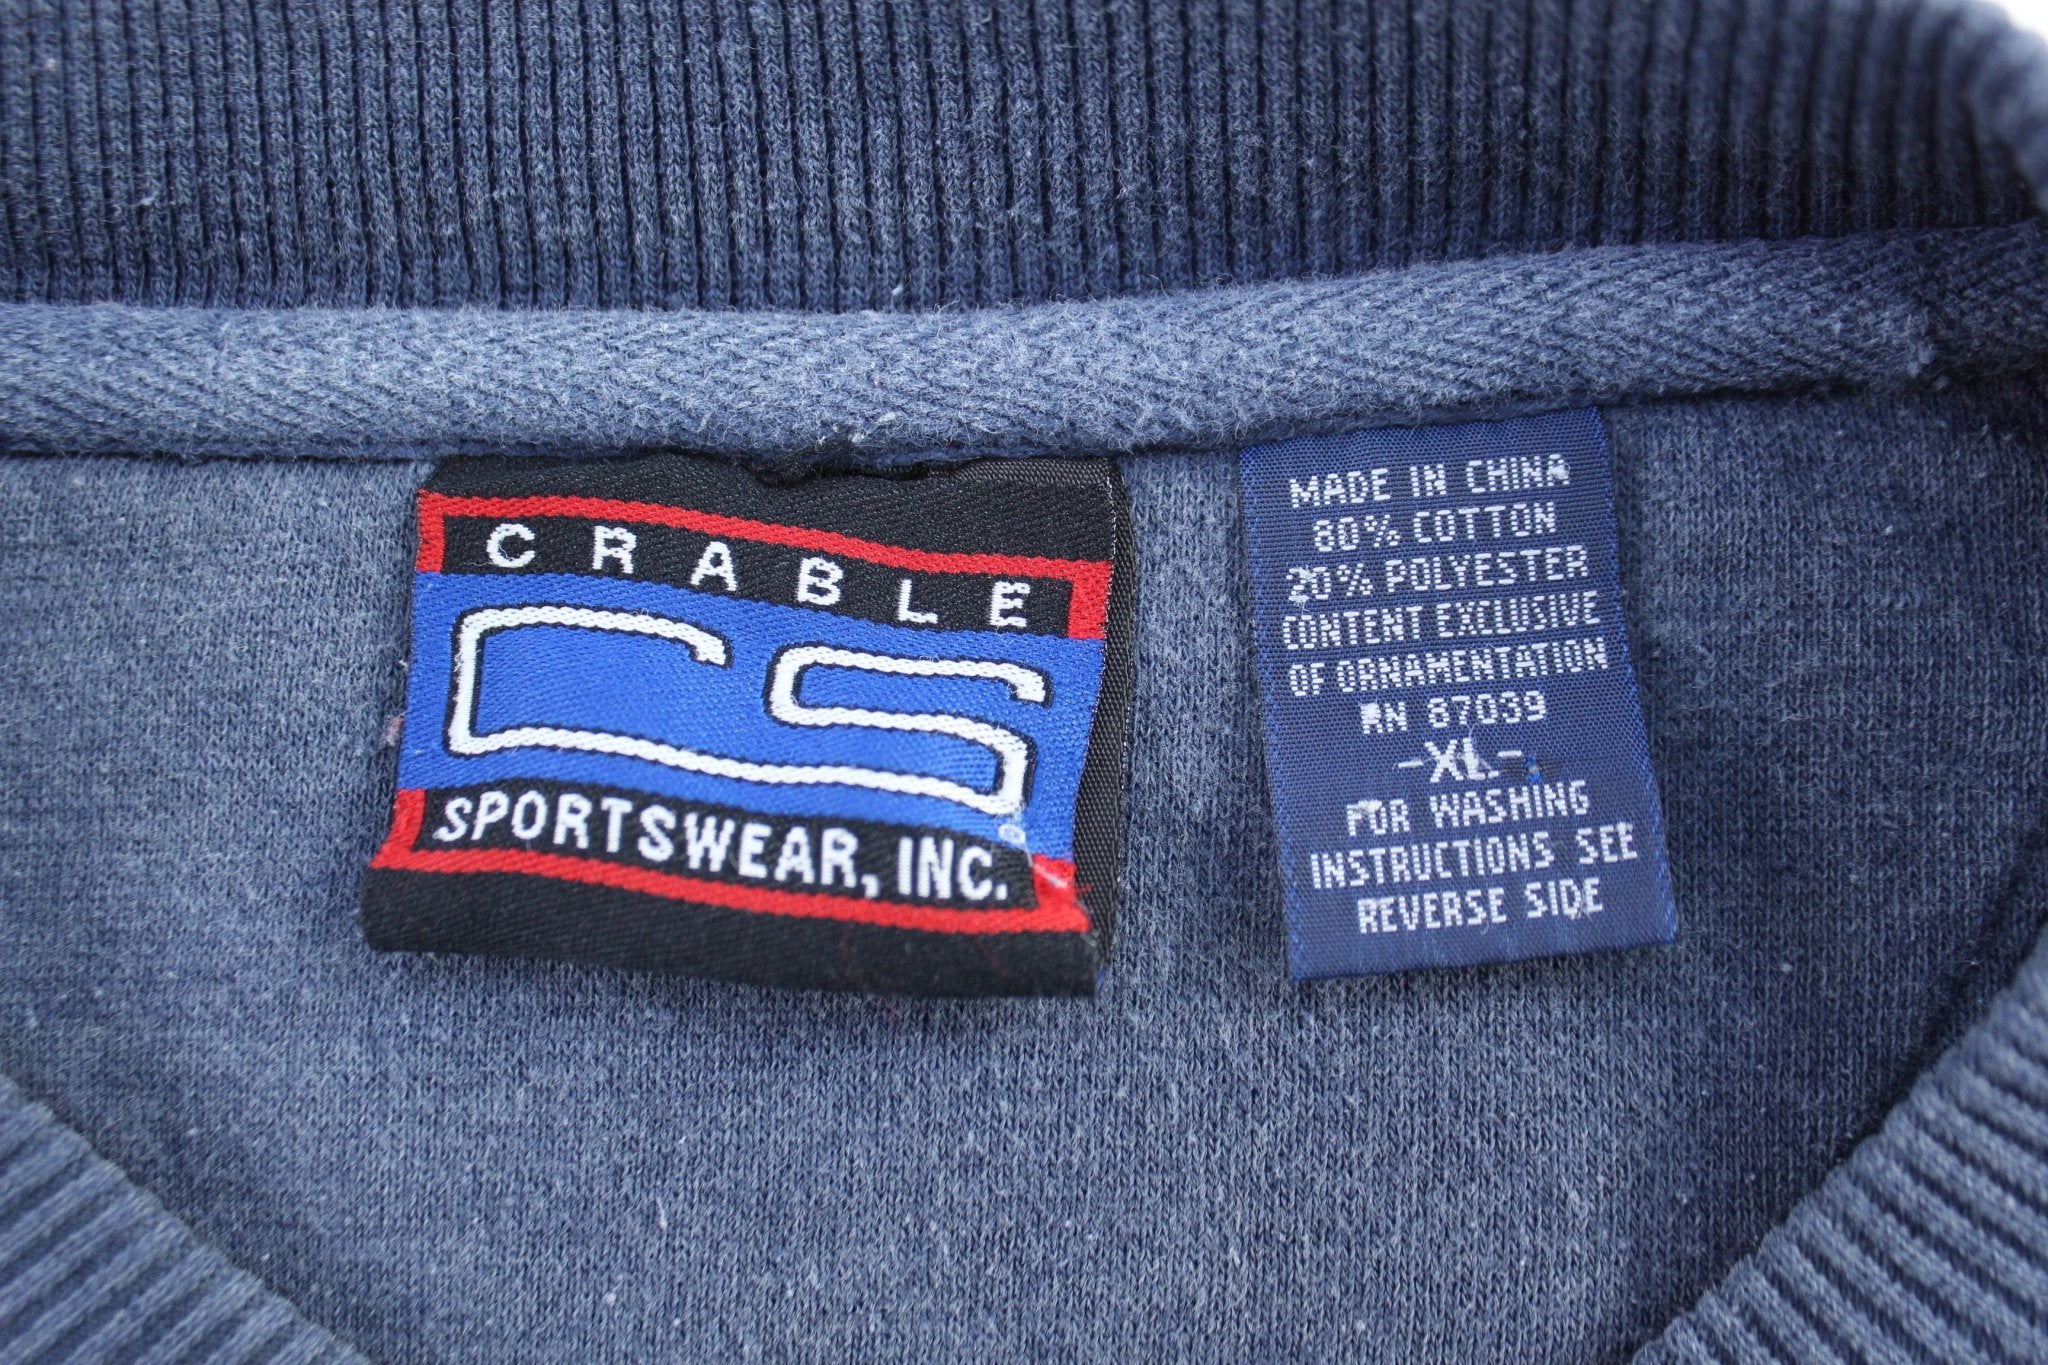 CRABLE
CS
SPORTSWEAR, INC.
®
MADE IN CHINA
80% COTTON
20% POLYESTER
CONTENT EXCLUSIVE
OF ORNAMENTATION
RN 87039
-XL-
FOR WASHING
INSTRUCTIONS SEE
REVERSE SIDE